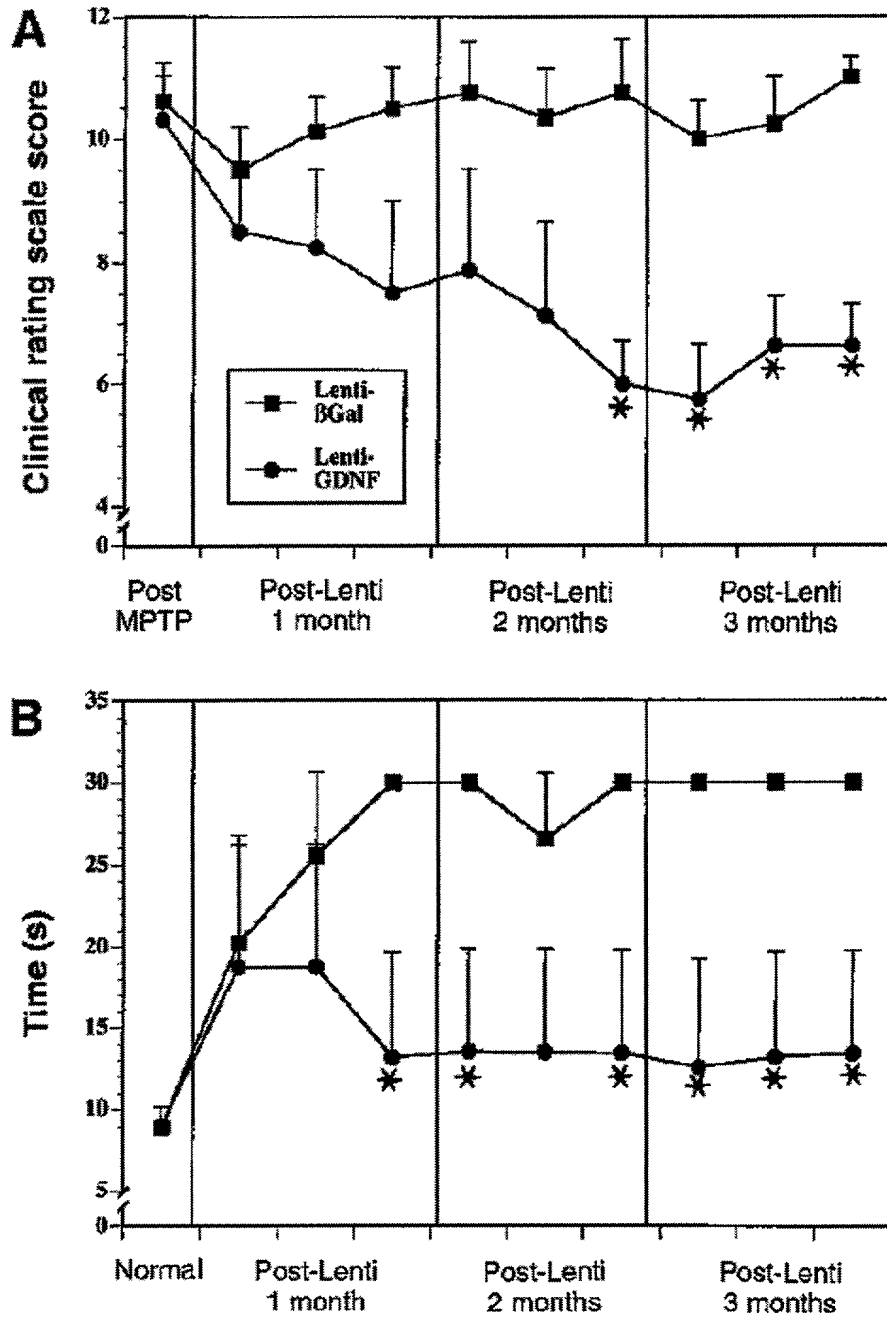 A
Clinical rating scale score
12
10
8
6
4
0
Lenti-
βGal
Lenti-
GDNF
Post
MPTP
Post-Lenti
1 month
Post-Lenti
2 months
Post-Lenti
3 months
B
Time (s)
35
30
25
20
15
10
5
0
Normal
Post-Lenti
1 month
Post-Lenti
2 months
Post-Lenti
3 months